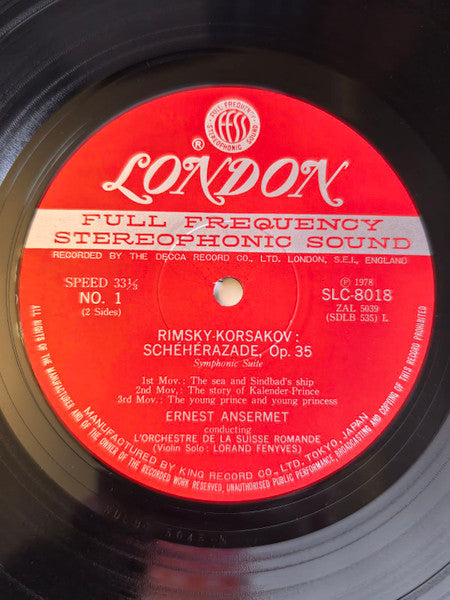 FULL FREQUENCY
FFSS
STEREOPHONIC SOUND
®
LONDON
FULL FREQUENCY
STEREOPHONIC SOUND
RECORDED BY THE DECCA RECORD CO., LTD. LONDON, S.E.I., ENGLAND
SPEED 33⅓
NO. 1
(2 Sides)
℗ 1978
SLC-8018
ZAL 5039
(SDLB 535) L
RIMSKY-KORSAKOV:
SCHÉHÉRAZADE, Op. 35
Symphonic Suite
1st Mov.: The sea and Sindbad's ship
2nd Mov.: The story of Kalender-Prince
3rd Mov.: The young prince and young princess
ERNEST ANSERMET
conducting
L'ORCHESTRE DE LA SUISSE ROMANDE
(Violin Solo: LORAND FENYVES)
MANUFACTURED BY KING RECORD CO., LTD, TOKYO, JAPAN
ALL RIGHTS OF THE MANUFACTURER AND OF THE OWNER OF THE RECORDED WORK RESERVED, UNAUTHORISED PUBLIC PERFORMANCE, BROADCASTING AND COPYING OF THIS RECORD PROHIBITED